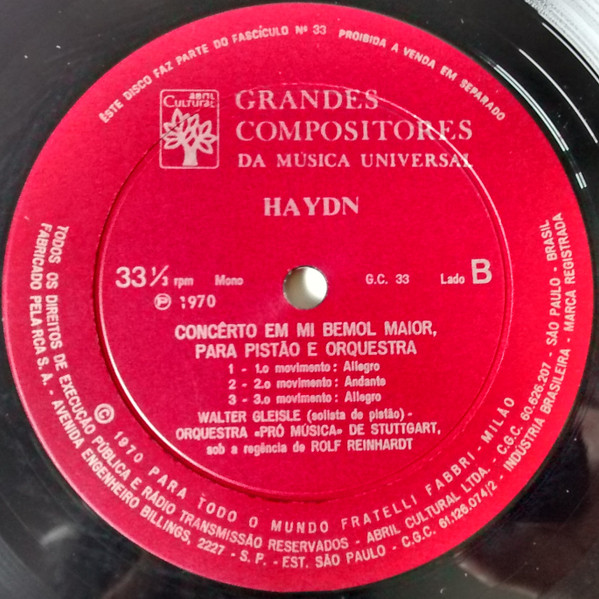 ÊSTE DISCO FAZ PARTE DO FASCÍCULO Nº 33    PROIBIDA A VENDA EM SEPARADO
abril
Cultural
GRANDES
COMPOSITORES
DA MÚSICA UNIVERSAL
HAYDN
33 1/3 rpm    Mono    G.C. 33    Lado B
℗ 1970
CONCÊRTO EM MI BEMOL MAIOR,
PARA PISTÃO E ORQUESTRA
1 - 1.o movimento: Allegro
2 - 2.o movimento: Andante
3 - 3.o movimento: Allegro
WALTER GLEISLE (solista de pistão) -
ORQUESTRA «PRÓ MÚSICA» DE STUTTGART,
sob a regência de ROLF REINHARDT
© 1970 PARA TODO O MUNDO FRATELLI FABBRI - MILÃO
TODOS OS DIREITOS DE EXECUÇÃO PÚBLICA E RÁDIO TRANSMISSÃO RESERVADOS - ABRIL CULTURAL LTDA. - C.G.C. 60.626.207 - SÃO PAULO - BRASIL
FABRICADO PELA RCA S.A. - AVENIDA ENGENHEIRO BILLINGS, 2227 - S.P. - EST. SÃO PAULO - C.G.C. 61.126.074/2 - INDÚSTRIA BRASILEIRA - MARCA REGISTRADA